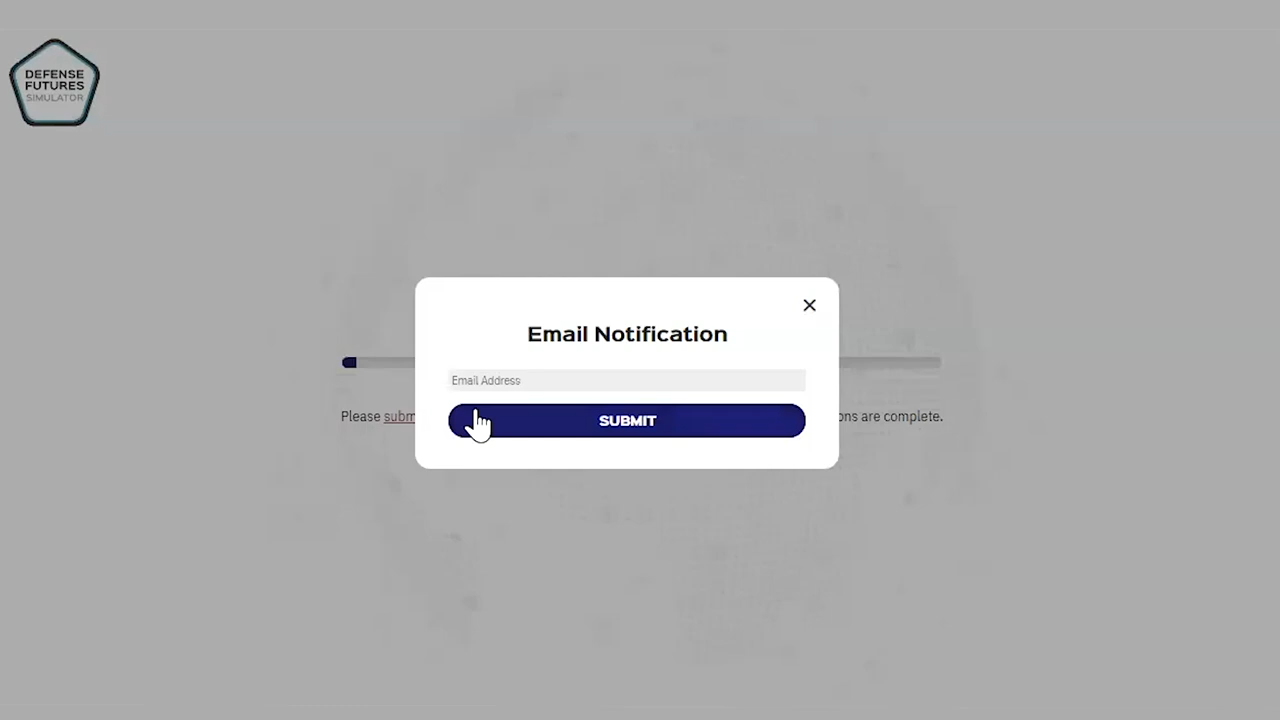 DEFENSE
FUTURES
SIMULATOR
Email Notification
Email Address
SUBMIT
Please subm
ons are complete.